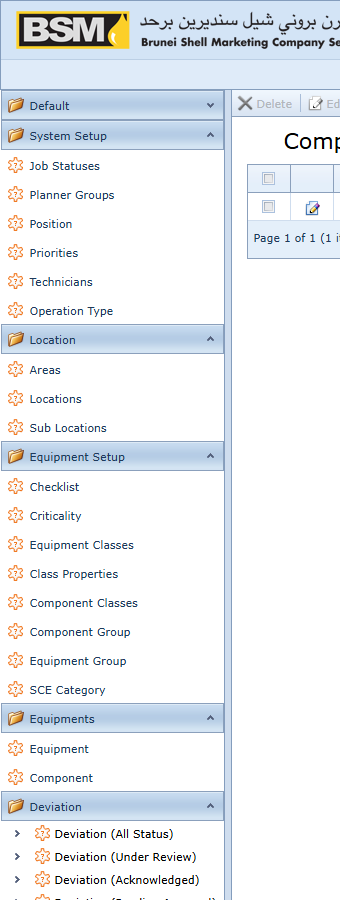 BSM
رن بروني شيل سنديرين برحد
Brunei Shell Marketing Company Se
Default
Delete
Ed
System Setup
Comp
Job Statuses
Planner Groups
Position
Page 1 of 1 (1 it
Priorities
Technicians
Operation Type
Location
Areas
Locations
Sub Locations
Equipment Setup
Checklist
Criticality
Equipment Classes
Class Properties
Component Classes
Component Group
Equipment Group
SCE Category
Equipments
Equipment
Component
Deviation
Deviation (All Status)
Deviation (Under Review)
Deviation (Acknowledged)